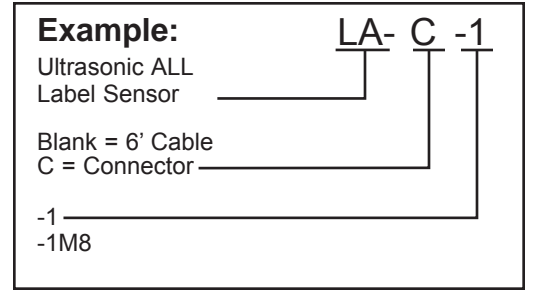 Example: LA- C -1
Ultrasonic ALL
Label Sensor
Blank = 6' Cable
C = Connector
-1
-1M8